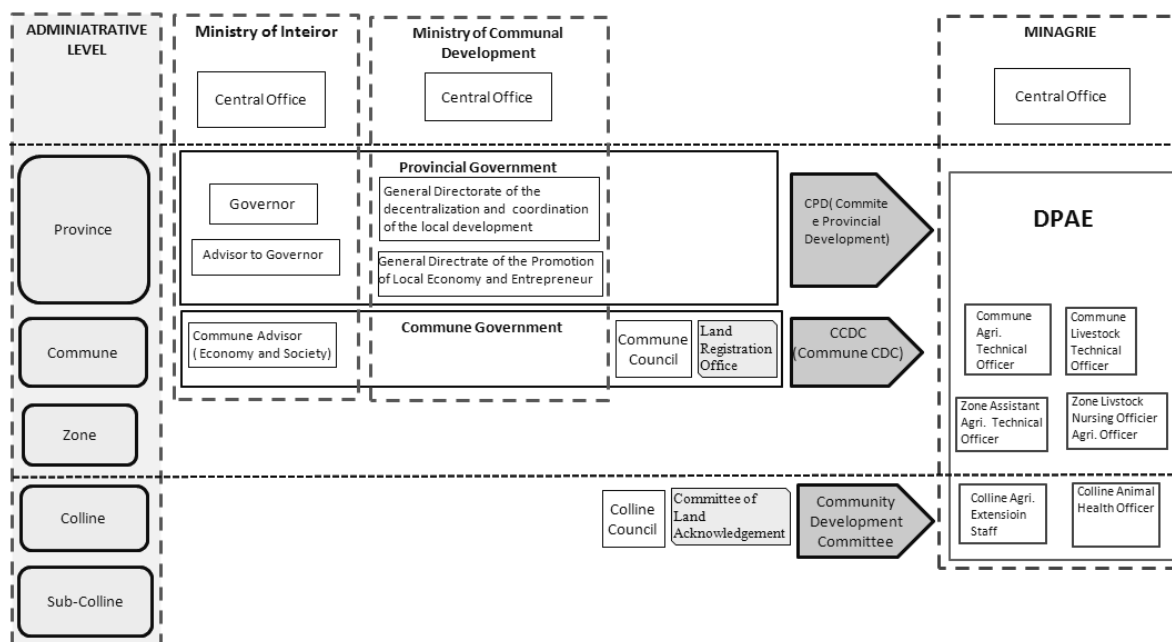 ADMINIATRATIVE
LEVEL
Ministry of Inteiror
Ministry of Communal
Development
MINAGRIE
Central Office
Central Office
Central Office
Province
Provincial Government
Governor
Advisor to Governor
General Directorate of the
decentralization and coordination
of the local development
General Directrate of the Promotion
of Local Economy and Entrepreneur
CPD( Commite
e Provincial
Development)
DPAE
Commune
Commune Advisor
( Economy and Society)
Commune Government
Commune
Council
Land
Registration
Office
CCDC
(Commune CDC)
Commune
Agri.
Technical
Officer
Commune
Livestock
Technical
Officer
Zone
Zone Assistant
Agri. Technical
Officer
Zone Livstock
Nursing Officier
Agri. Officer
Colline
Colline
Council
Committee of
Land
Acknowledgement
Community
Development
Committee
Colline Agri.
Extensioin
Staff
Colline Animal
Health Officer
Sub-Colline